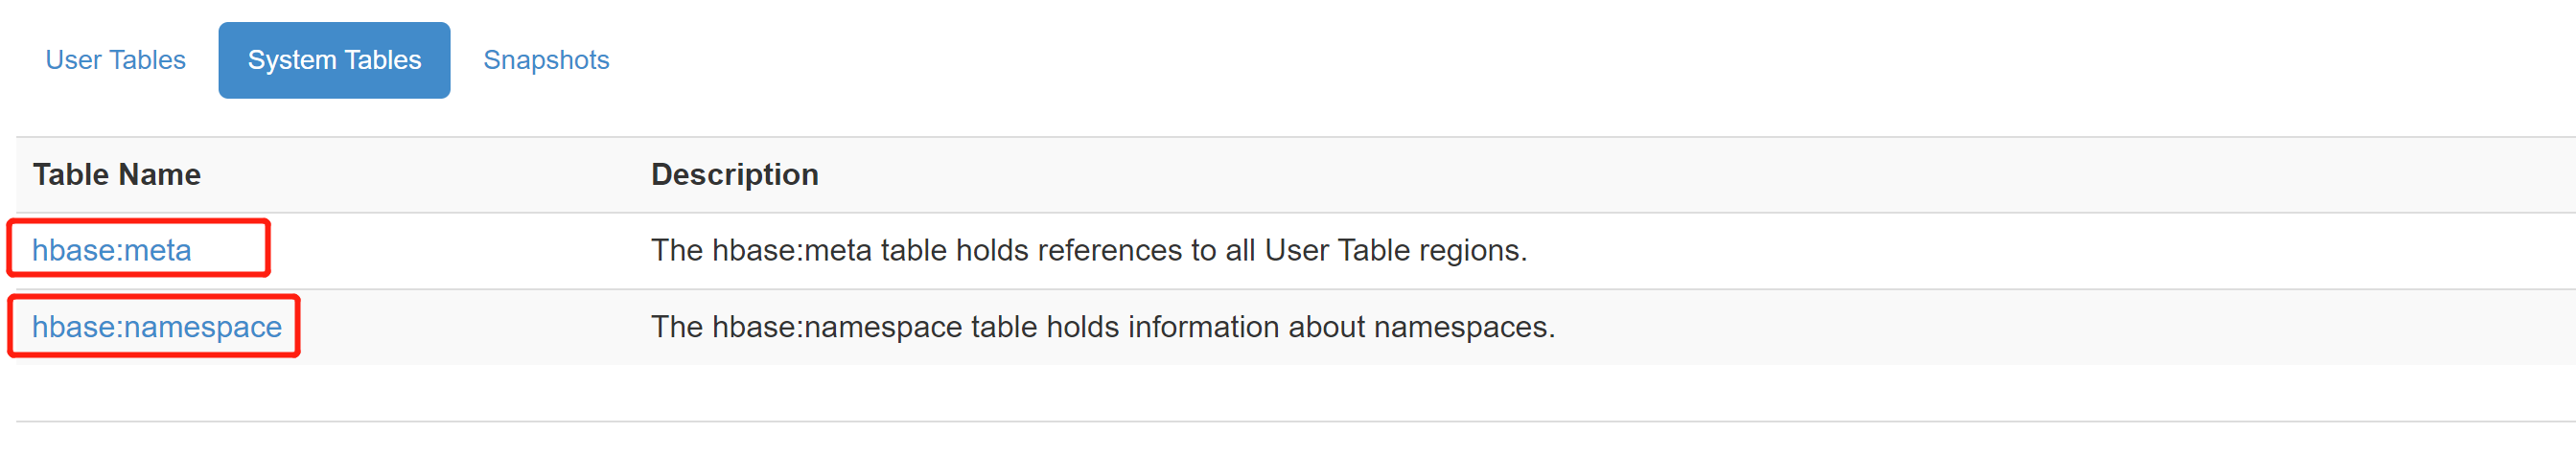 User Tables System Tables Snapshots
Table Name Description
hbase:meta The hbase:meta table holds references to all User Table regions.
hbase:namespace The hbase:namespace table holds information about namespaces.